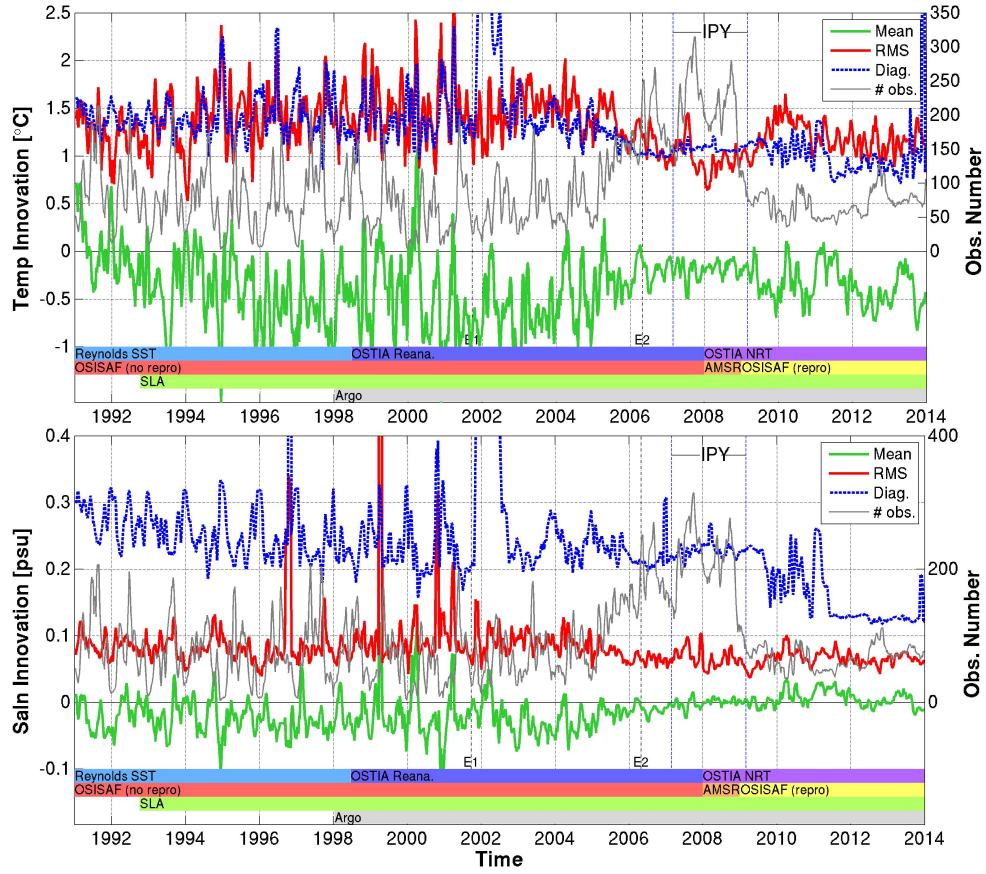 2.5
2
1.5
1
0.5
0
-0.5
-1
Temp Innovation [°C]
350
300
250
200
150
100
50
0
Obs. Number
IPY
Mean
RMS
Diag.
# obs.
E1
E2
Reynolds SST
OSTIA Reana.
OSTIA NRT
OSISAF (no repro)
AMSROSISAF (repro)
SLA
Argo
1992 1994 1996 1998 2000 2002 2004 2006 2008 2010 2012 2014
0.4
0.3
0.2
0.1
0
-0.1
Saln Innovation [psu]
400
200
0
Obs. Number
IPY
Mean
RMS
Diag.
# obs.
E1
E2
Reynolds SST
OSTIA Reana.
OSTIA NRT
OSISAF (no repro)
AMSROSISAF (repro)
SLA
Argo
1992 1994 1996 1998 2000 2002 2004 2006 2008 2010 2012 2014
Time